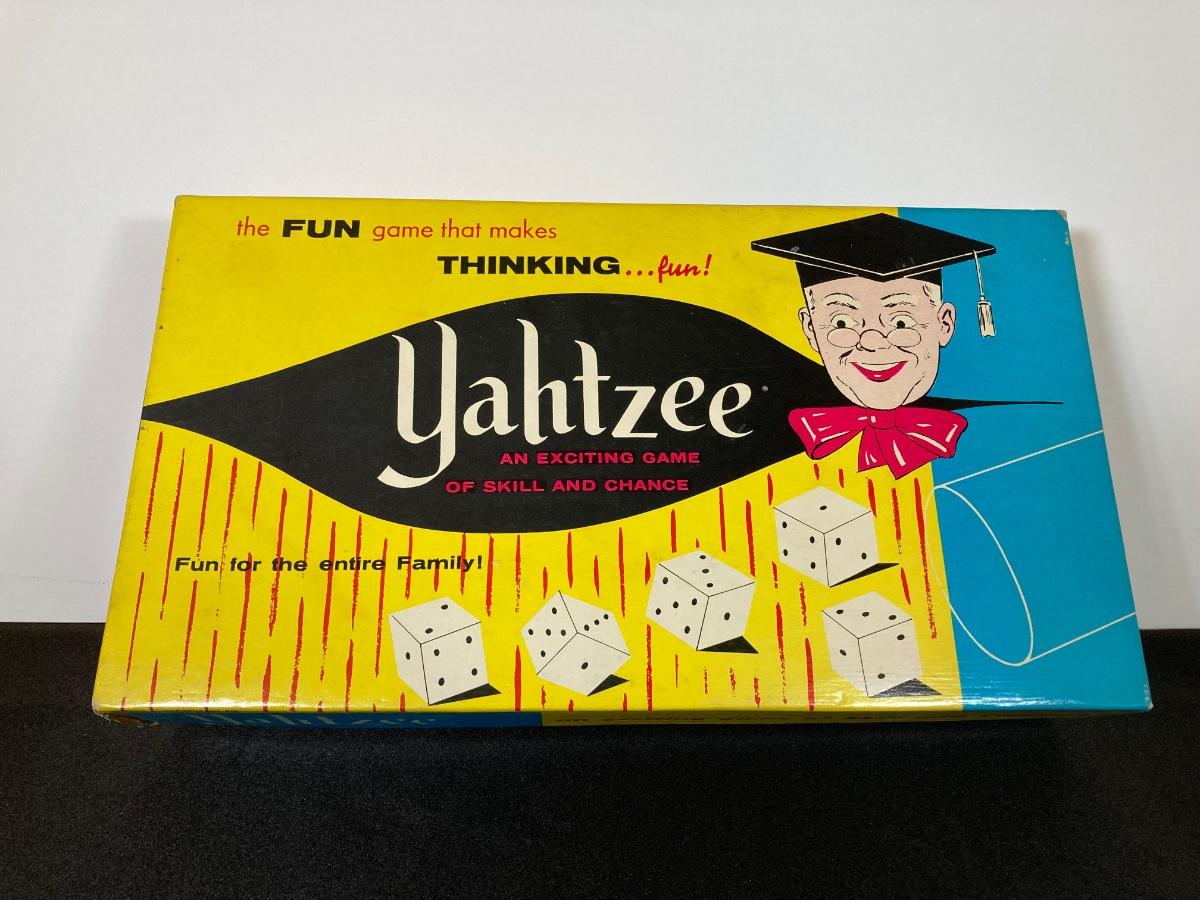 the FUN game that makes
THINKING...fun!
Yahtzee®
AN EXCITING GAME
OF SKILL AND CHANCE
Fun for the entire Family!
Yahtzee